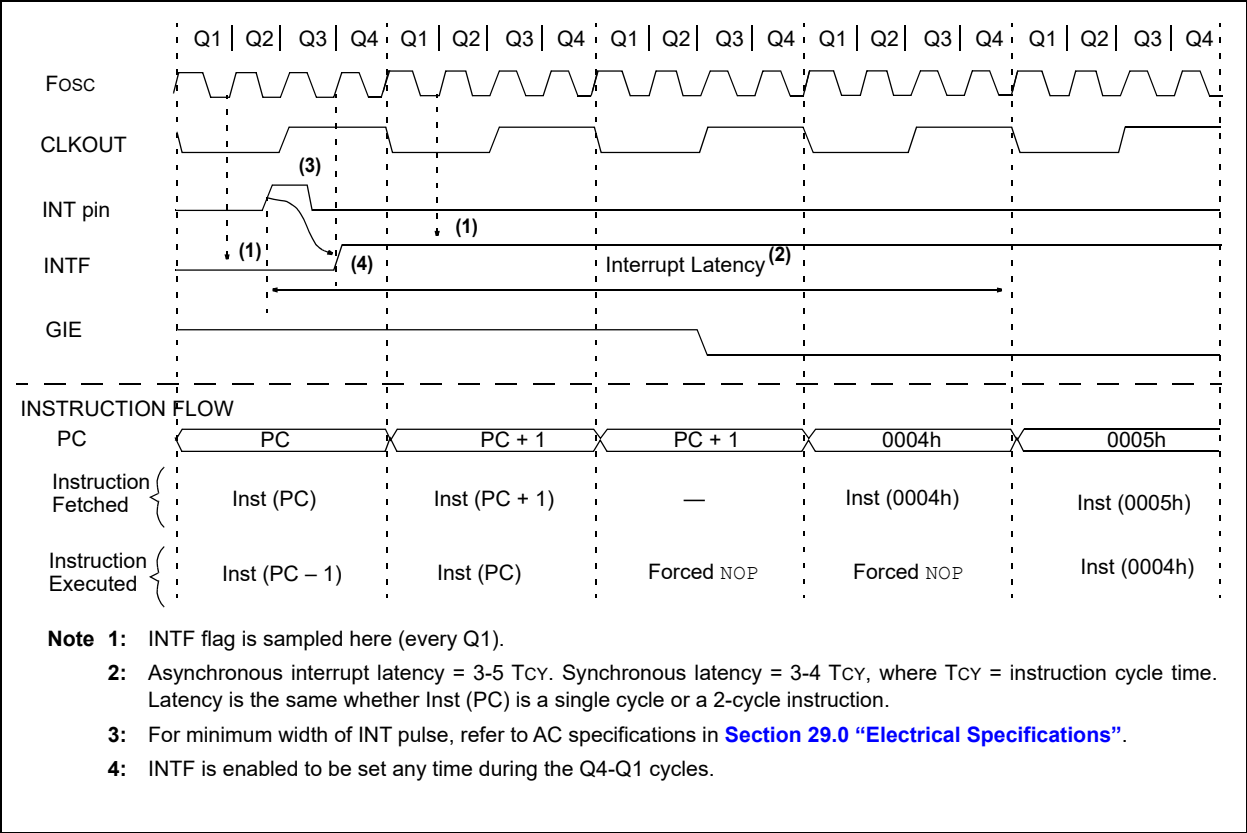 Q1 Q2 Q3 Q4 Q1 Q2 Q3 Q4 Q1 Q2 Q3 Q4 Q1 Q2 Q3 Q4 Q1 Q2 Q3 Q4
FOSC
CLKOUT
(3)
INT pin
(1)
(1)
INTF
(4)
Interrupt Latency(2)
GIE
INSTRUCTION FLOW
PC PC PC + 1 PC + 1 0004h 0005h
Instruction Fetched Inst (PC) Inst (PC + 1) — Inst (0004h) Inst (0005h)
Instruction Executed Inst (PC – 1) Inst (PC) Forced NOP Forced NOP Inst (0004h)
Note 1: INTF flag is sampled here (every Q1).
2: Asynchronous interrupt latency = 3-5 TCY. Synchronous latency = 3-4 TCY, where TCY = instruction cycle time.
Latency is the same whether Inst (PC) is a single cycle or a 2-cycle instruction.
3: For minimum width of INT pulse, refer to AC specifications in Section 29.0 “Electrical Specifications”.
4: INTF is enabled to be set any time during the Q4-Q1 cycles.